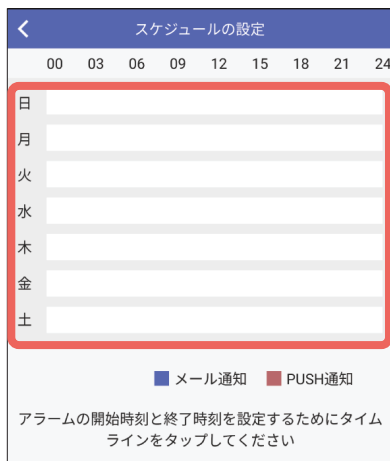 スケジュールの設定
00 03 06 09 12 15 18 21 24
日
月
火
水
木
金
土
メール通知 PUSH通知
アラームの開始時刻と終了時刻を設定するためにタイム
ラインをタップしてください